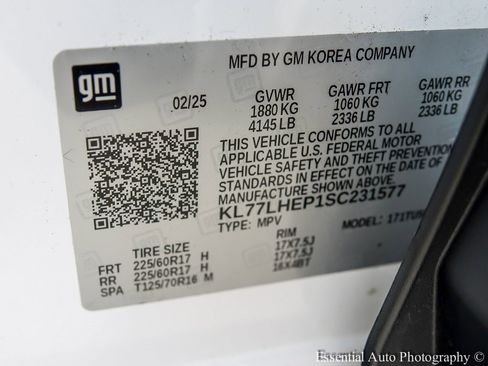 MFD BY GM KOREA COMPANY
gm
02/25
GVWR GAWR FRT GAWR RR
1880 KG 1060 KG 1060 KG
4145 LB 2336 LB 2336 LB
THIS VEHICLE CONFORMS TO ALL
APPLICABLE U.S. FEDERAL MOTOR
VEHICLE SAFETY AND THEFT PREVENTION
STANDARDS IN EFFECT ON THE DATE OF
MANUFACTURE SHOWN ABOVE.
KL77LHEP1SC231577
TYPE: MPV MODEL:
TIRE SIZE RIM
FRT 225/60R17 H 17X7.5J
RR 225/60R17 H 17X7.5J
SPA T125/70R16 M 16X4BT
Essential Auto Photography ©